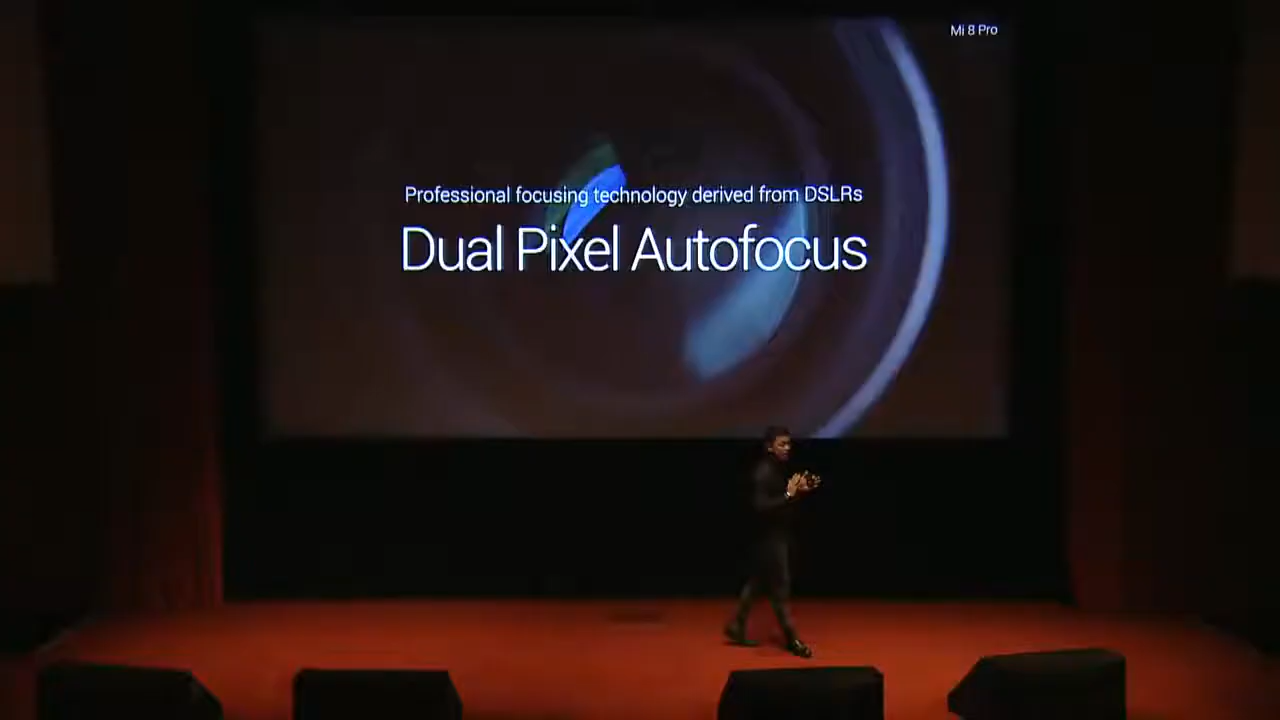 Mi 8 Pro
Professional focusing technology derived from DSLRs
Dual Pixel Autofocus